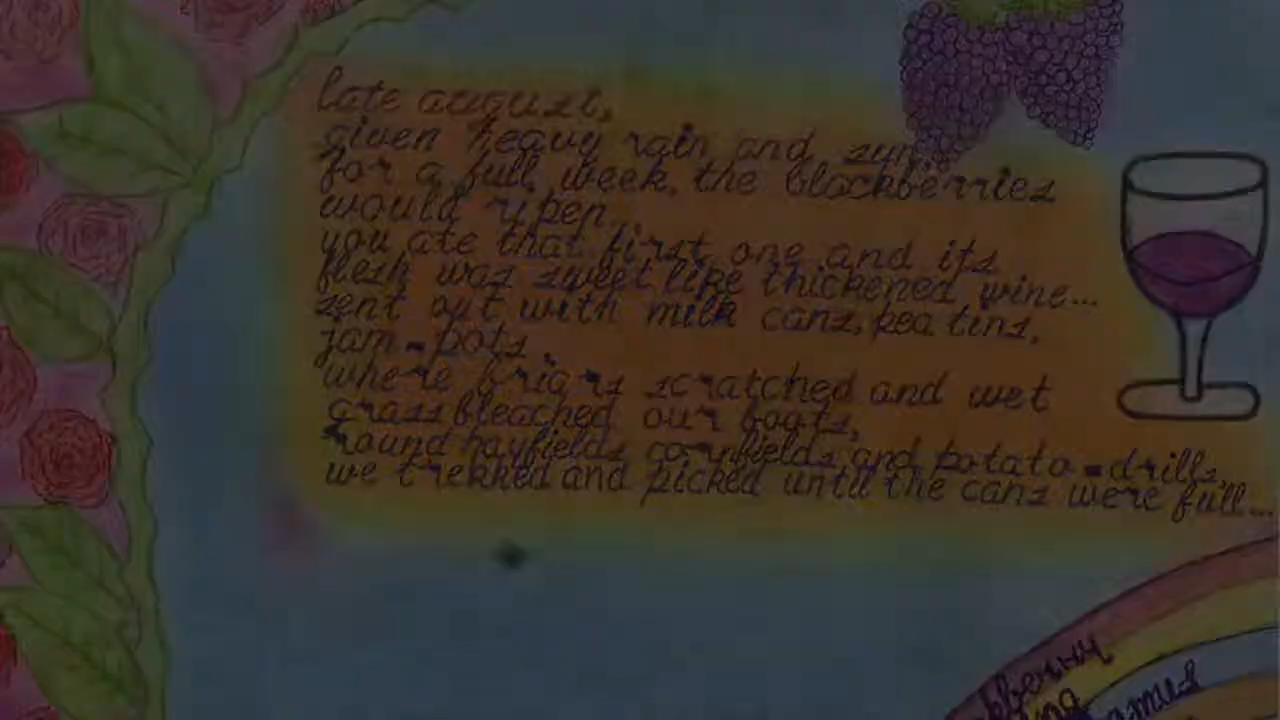 late august,
given heavy rain and sun
for a full week, the blackberries
would ripen.
you ate that first one and its
flesh was sweet like thickened wine...
sent out with milk cans, pea tins,
jam-pots
where briars scratched and wet
grass bleached our boots,
round hayfields cornfields and potato-drills,
we trekked and picked until the cans were full...